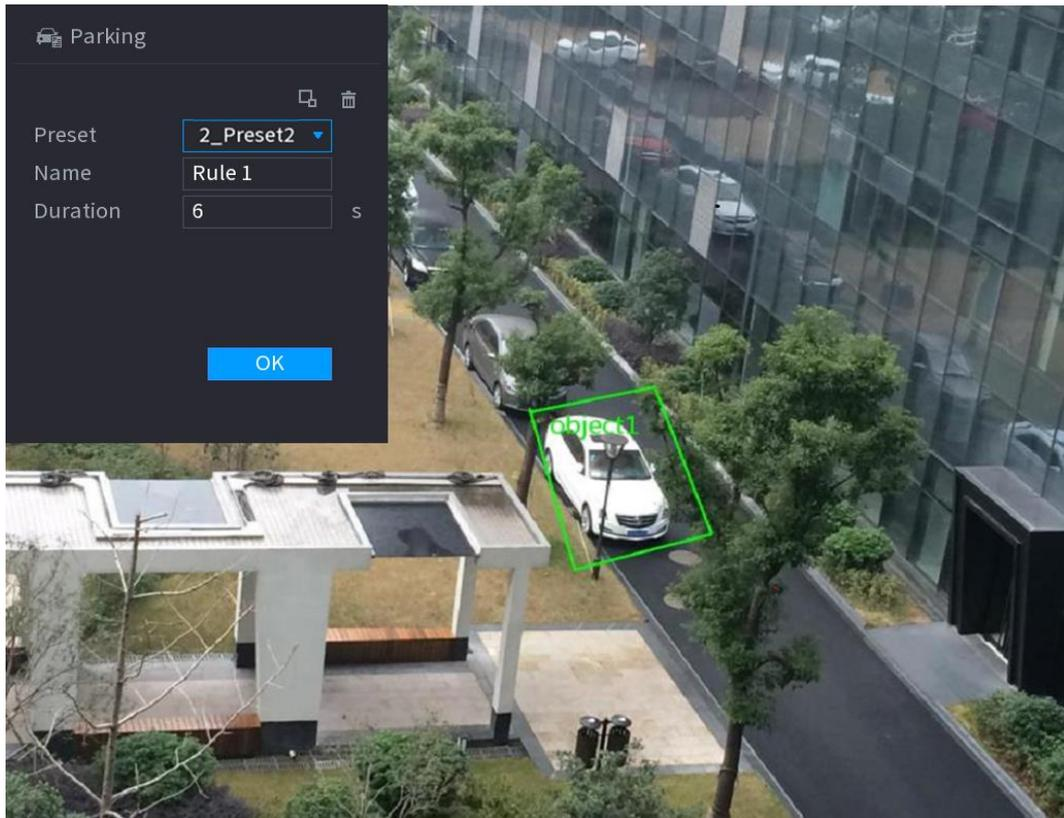 Parking
Preset 2_Preset2
Name Rule 1
Duration 6 s
OK
object1